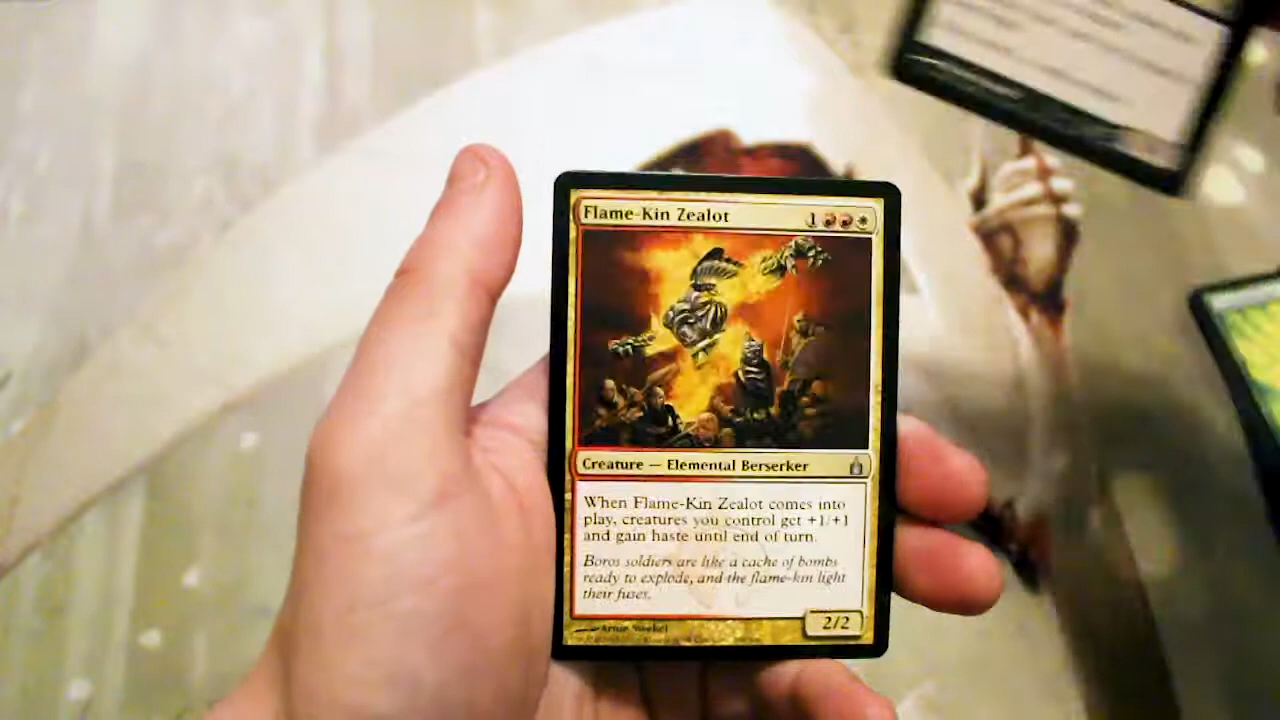 Flame-Kin Zealot 1
Creature — Elemental Berserker
When Flame-Kin Zealot comes into
play, creatures you control get +1/+1
and gain haste until end of turn.
Boros soldiers are like a cache of bombs
ready to explode, and the flame-kin light
their fuses.
2/2